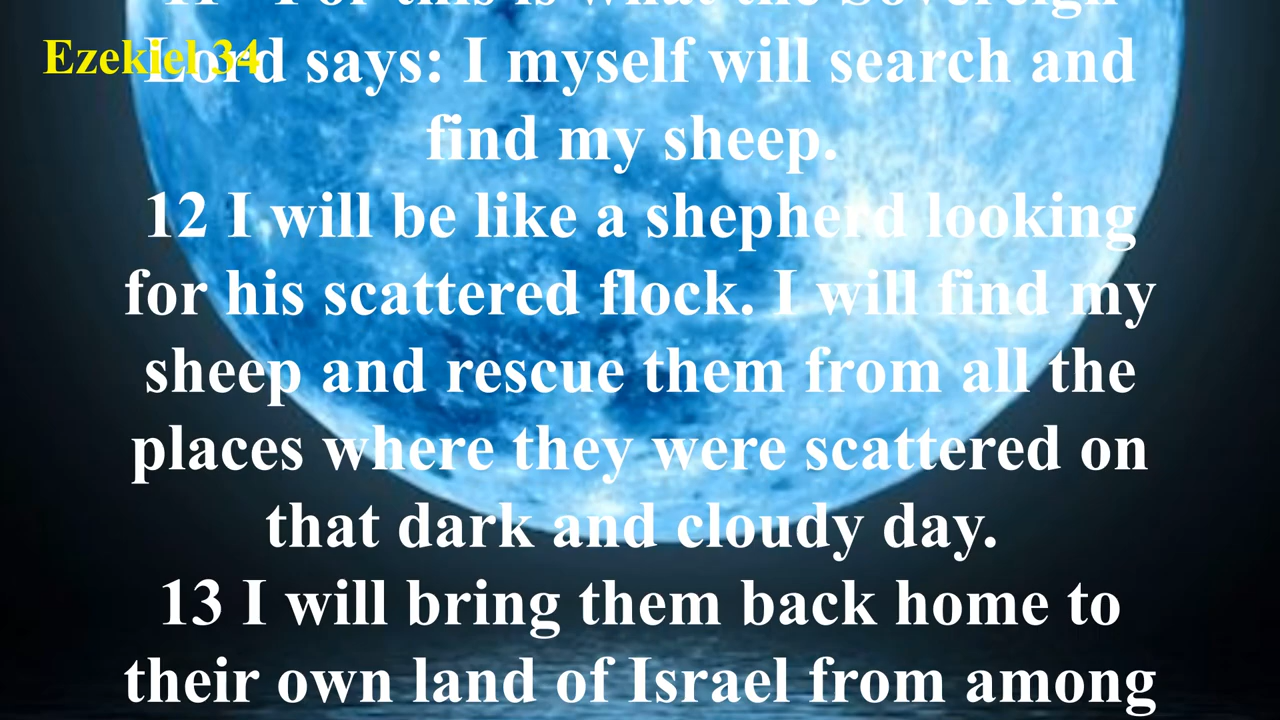 11 “For this is what the Sovereign
Ezekiel 34
Lord says: I myself will search and
find my sheep.
12 I will be like a shepherd looking
for his scattered flock. I will find my
sheep and rescue them from all the
places where they were scattered on
that dark and cloudy day.
13 I will bring them back home to
their own land of Israel from among